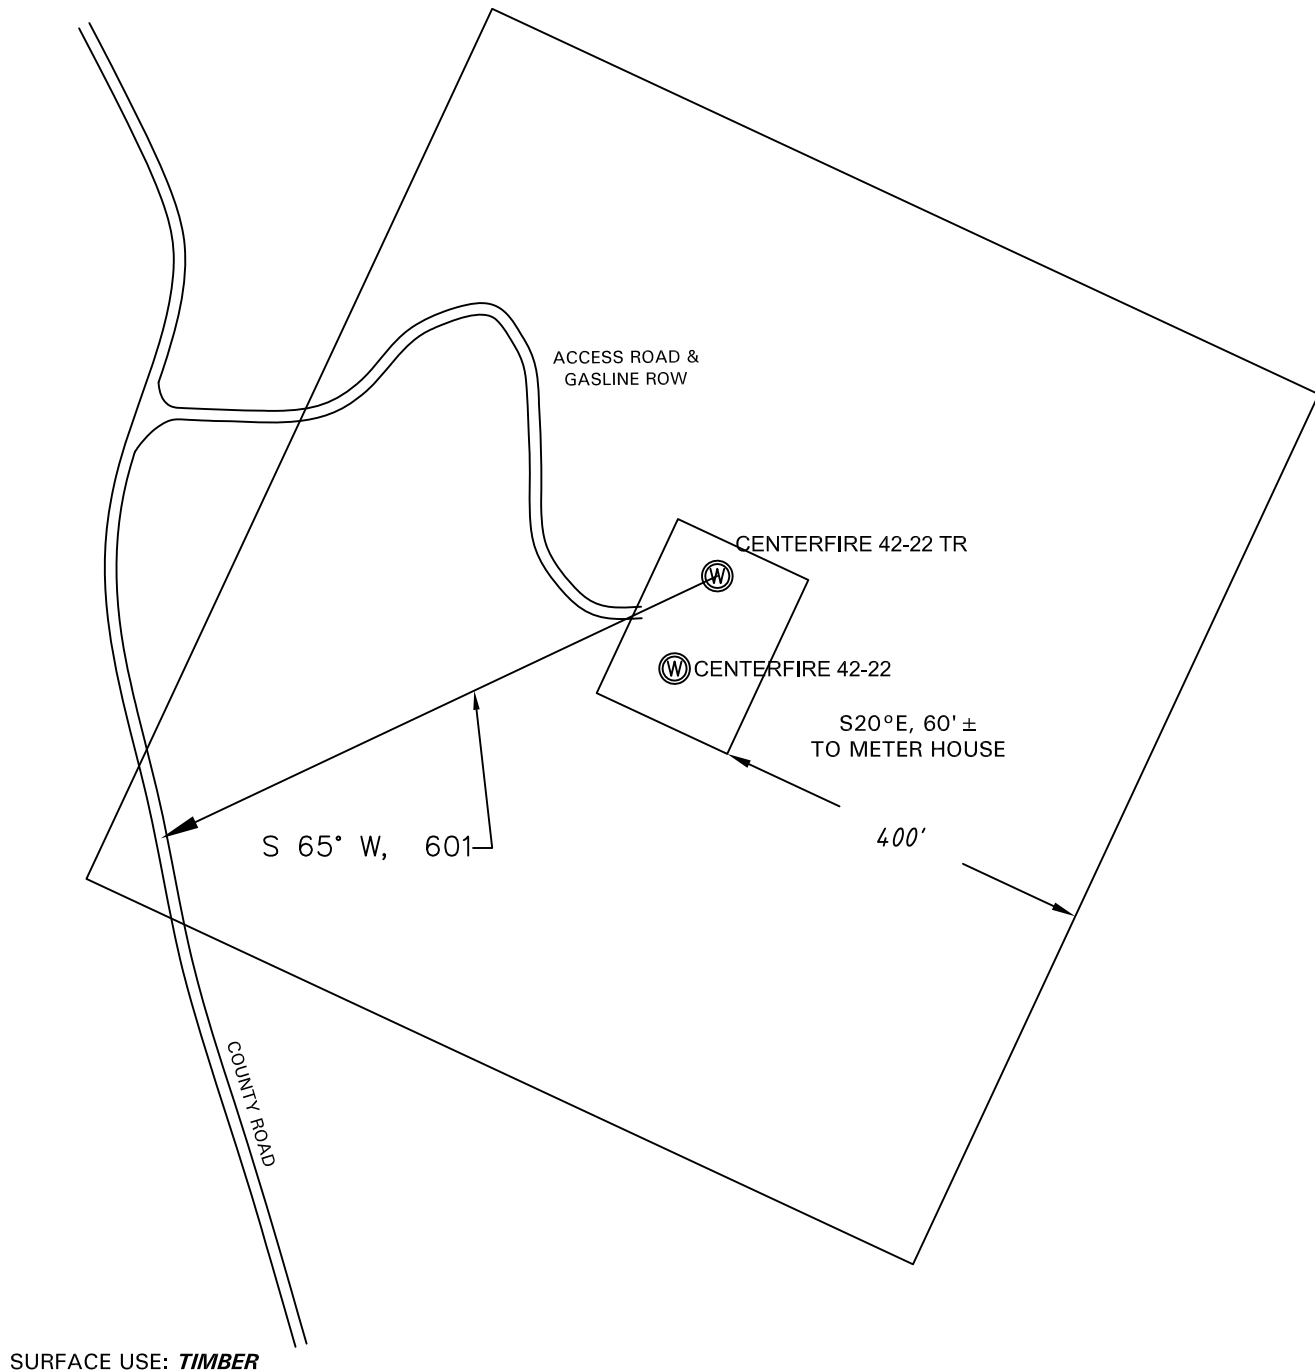 ACCESS ROAD &
GASLINE ROW
CENTERFIRE 42-22 TR
W
W
CENTERFIRE 42-22
S20°E, 60' ±
TO METER HOUSE
400'
S 65° W, 601
COUNTY ROAD
SURFACE USE: TIMBER